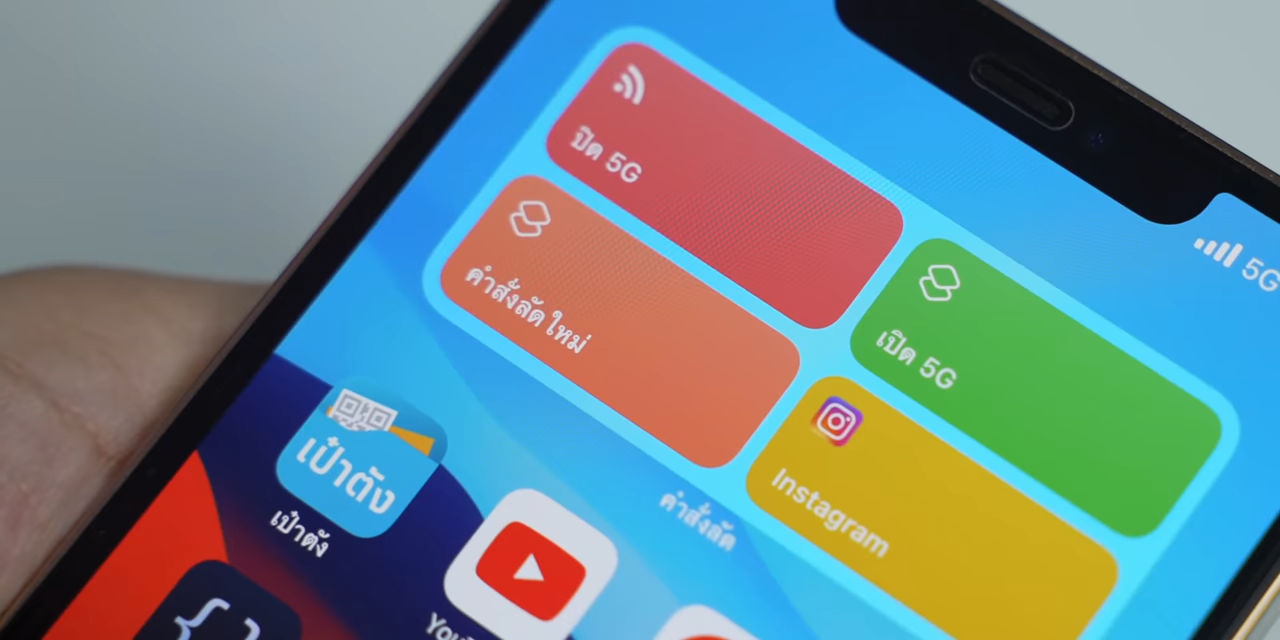 5G
ปิด 5G
เปิด 5G
คำสั่งลัดใหม่
Instagram
คำสั่งลัด
เป๋าตัง
เป๋าตัง
{ }